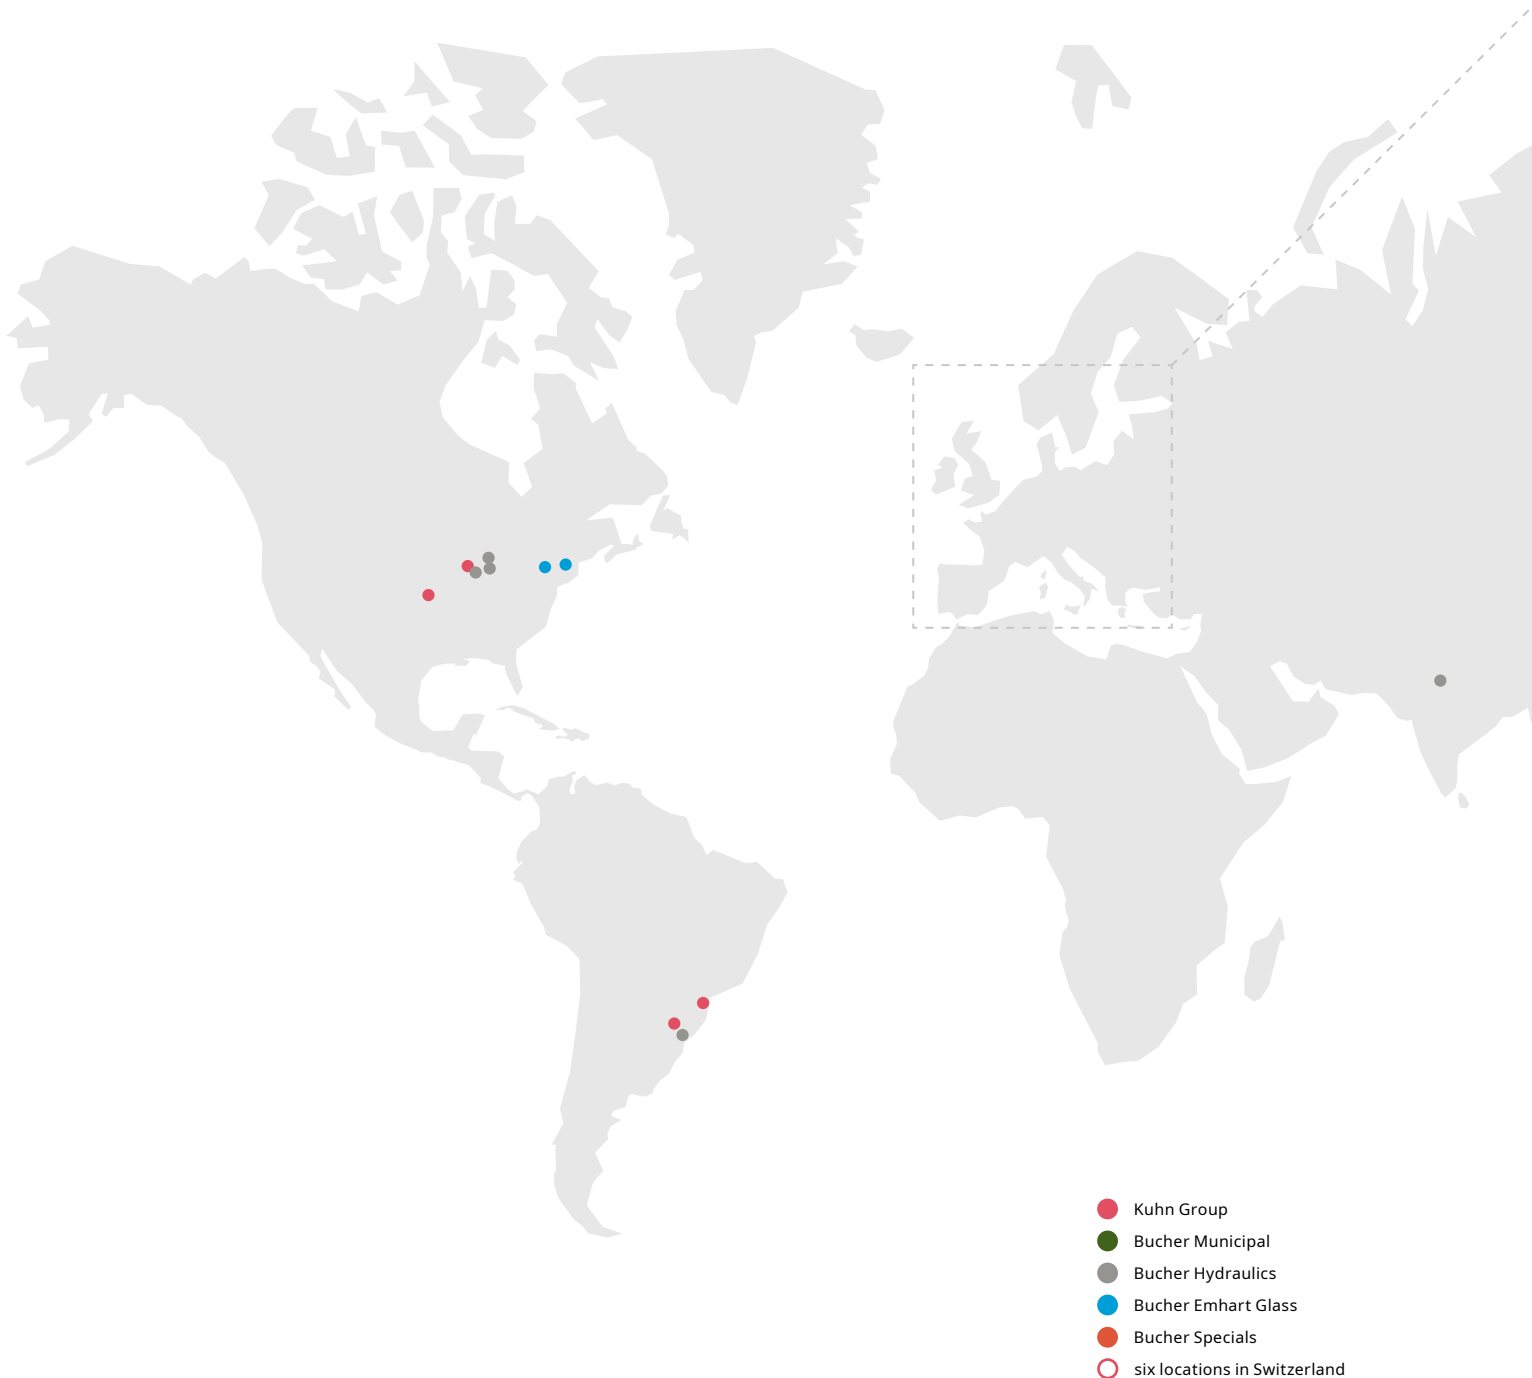 Kuhn Group
Bucher Municipal
Bucher Hydraulics
Bucher Emhart Glass
Bucher Specials
six locations in Switzerland